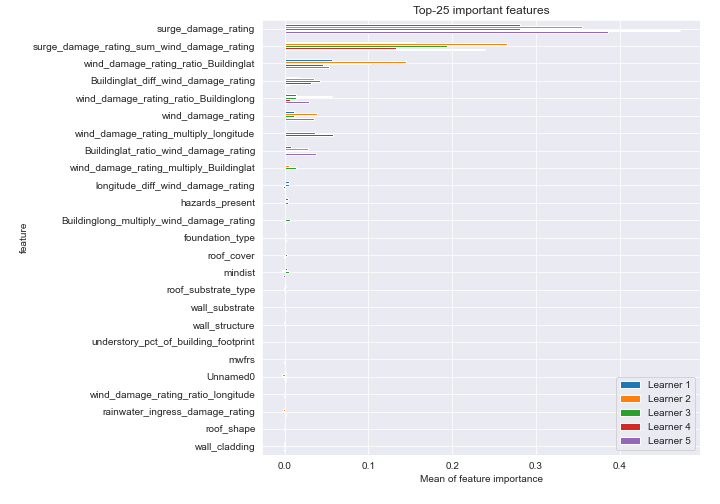 Top-25 important features
surge_damage_rating
surge_damage_rating_sum_wind_damage_rating
wind_damage_rating_ratio_Buildinglat
Buildinglat_diff_wind_damage_rating
wind_damage_rating_ratio_Buildinglong
wind_damage_rating
wind_damage_rating_multiply_longitude
Buildinglat_ratio_wind_damage_rating
wind_damage_rating_multiply_Buildinglat
longitude_diff_wind_damage_rating
hazards_present
Buildinglong_multiply_wind_damage_rating
foundation_type
roof_cover
mindist
roof_substrate_type
wall_substrate
wall_structure
understory_pct_of_building_footprint
mwfrs
Unnamed0
wind_damage_rating_ratio_longitude
rainwater_ingress_damage_rating
roof_shape
wall_cladding
feature
Learner 1
Learner 2
Learner 3
Learner 4
Learner 5
0.0 0.1 0.2 0.3 0.4
Mean of feature importance